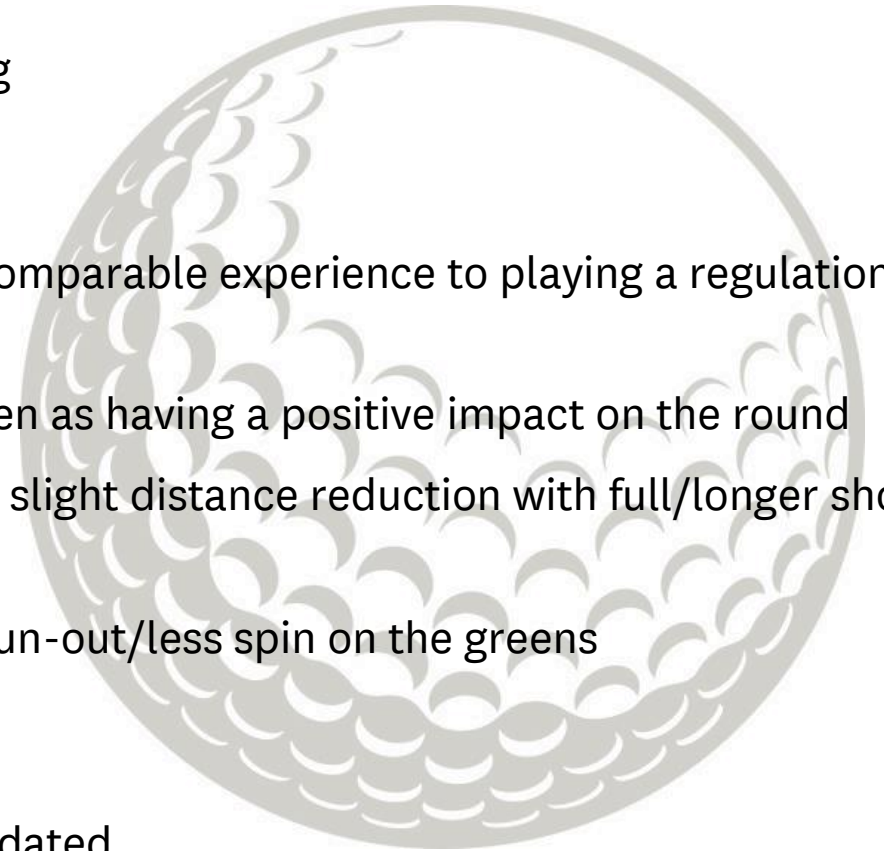 g
omparable experience to playing a regulation
en as having a positive impact on the round
slight distance reduction with full/longer sho
un-out/less spin on the greens
dated